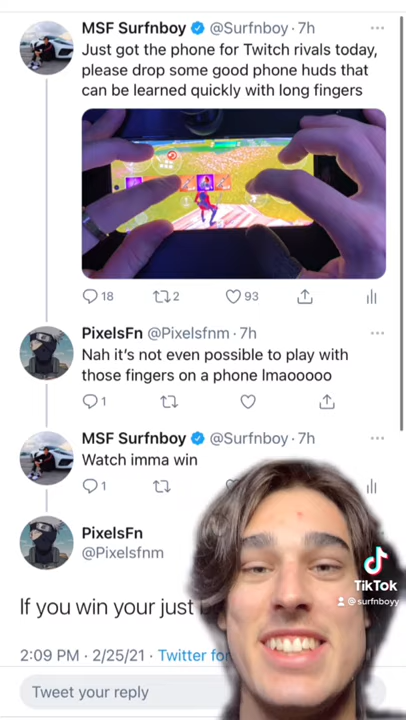 MSF Surfnboy @Surfnboy · 7h
Just got the phone for Twitch rivals today,
please drop some good phone huds that
can be learned quickly with long fingers
18 2 93
PixelsFn @Pixelsfnm · 7h
Nah it's not even possible to play with
those fingers on a phone lmaooooo
1
MSF Surfnboy @Surfnboy · 7h
Watch imma win
1
PixelsFn
@Pixelsfnm
If you win your just
2:09 PM · 2/25/21 · Twitter for
Tweet your reply
TikTok
@surfnboyy